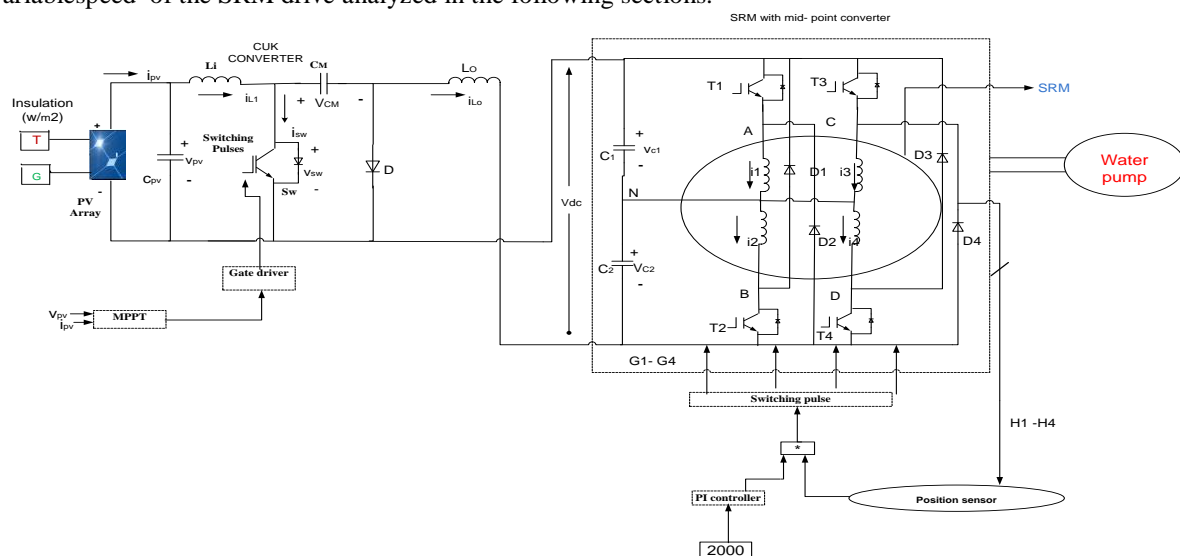 variablespeed of the SRM drive analyzed in the following sections.
SRM with mid- point converter
CUK
CONVERTER
Li
CM
LO
ipv
iL1
VCM
iLo
T1
T3
SRM
Insulation
(w/m2)
T
G
+
-
PV
Array
+
Vpv
-
Cpv
Switching
Pulses
+
-
isw
+
Vsw
-
Sw
D
Vdc
A
C
C1
+
Vc1
-
i1
D1
i3
D3
Water
pump
N
i2
D2
i4
D4
C2
+
VC2
-
B
D
T2
T4
Gate driver
Vpv
ipv
MPPT
G1- G4
Switching pulse
H1 -H4
*
PI controller
Position sensor
2000